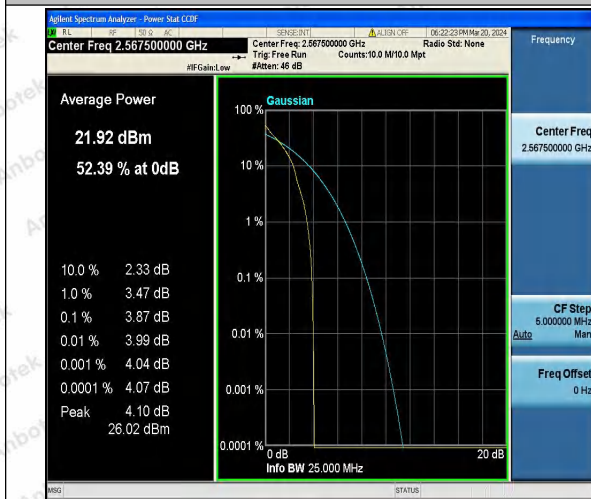 Agilent Spectrum Analyzer - Power Stat CCDF
RL RF 50 Ω AC SENSE:INT ALIGN OFF 06:22:23 PM Mar 20, 2024
Center Freq 2.567500000 GHz
Center Freq: 2.567500000 GHz Radio Std: None
Trig: Free Run Counts:10.0 M/10.0 Mpt
#IFGain:Low #Atten: 46 dB
Frequency
Average Power
21.92 dBm
52.39 % at 0dB
10.0 % 2.33 dB
1.0 % 3.47 dB
0.1 % 3.87 dB
0.01 % 3.99 dB
0.001 % 4.04 dB
0.0001 % 4.07 dB
Peak 4.10 dB
26.02 dBm
Gaussian
100 %
10 %
1 %
0.1 %
0.01 %
0.001 %
0.0001 %
0 dB 20 dB
Info BW 25.000 MHz
Center Freq
2.567500000 GHz
CF Step
5.000000 MHz
Auto Man
Freq Offset
0 Hz
MSG STATUS